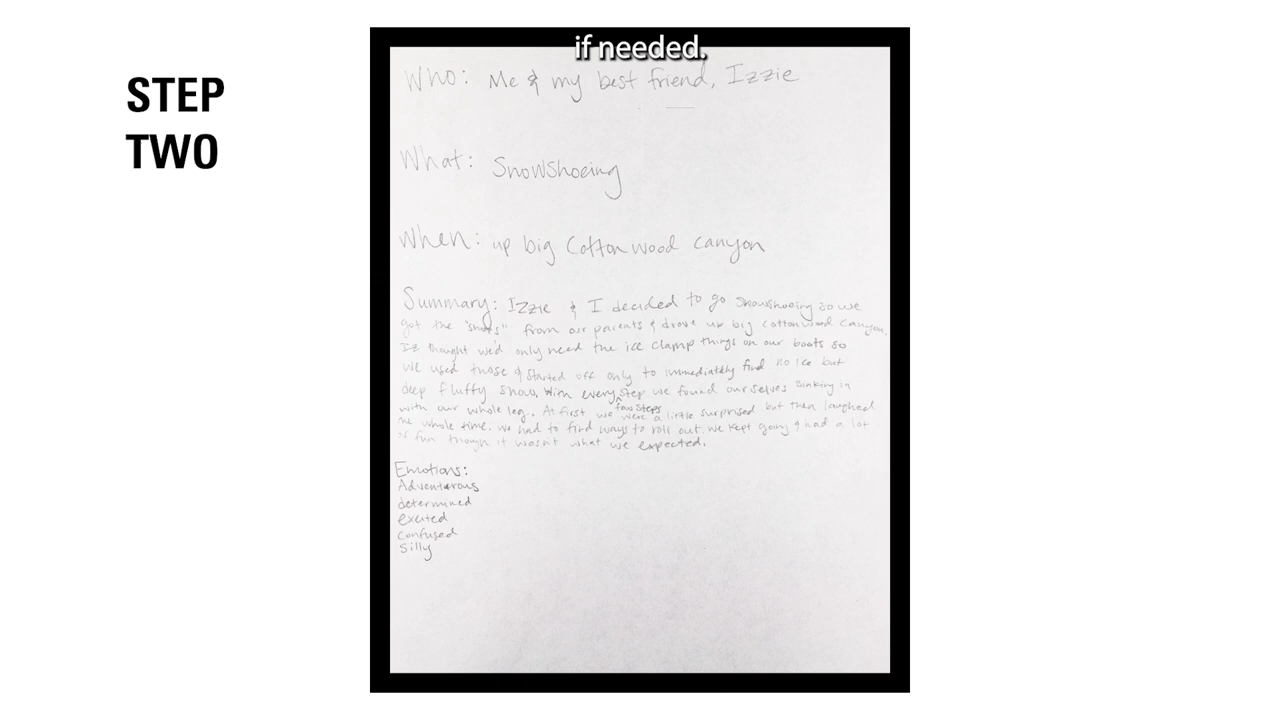 STEP
TWO
if needed.
Who: Me & my best friend, Izzie
What: Snowshoeing
When: up big Cottonwood canyon
Summary: Izzie & I decided to go snowshoeing so we
got the "shoes" from our parents & drove up big cottonwood canyon.
Iz thought we'd only need the ice clamp things on our boots so
we used those & started off only to immediately find no ice but
deep fluffy snow. With every few steps we found ourselves sinking in
with our whole leg. At first we were a little surprised but then laughed
the whole time. We had to find ways to roll out. We kept going & had a lot
of fun though it wasn't what we expected.
Emotions:
Adventurous
determined
excited
confused
Silly